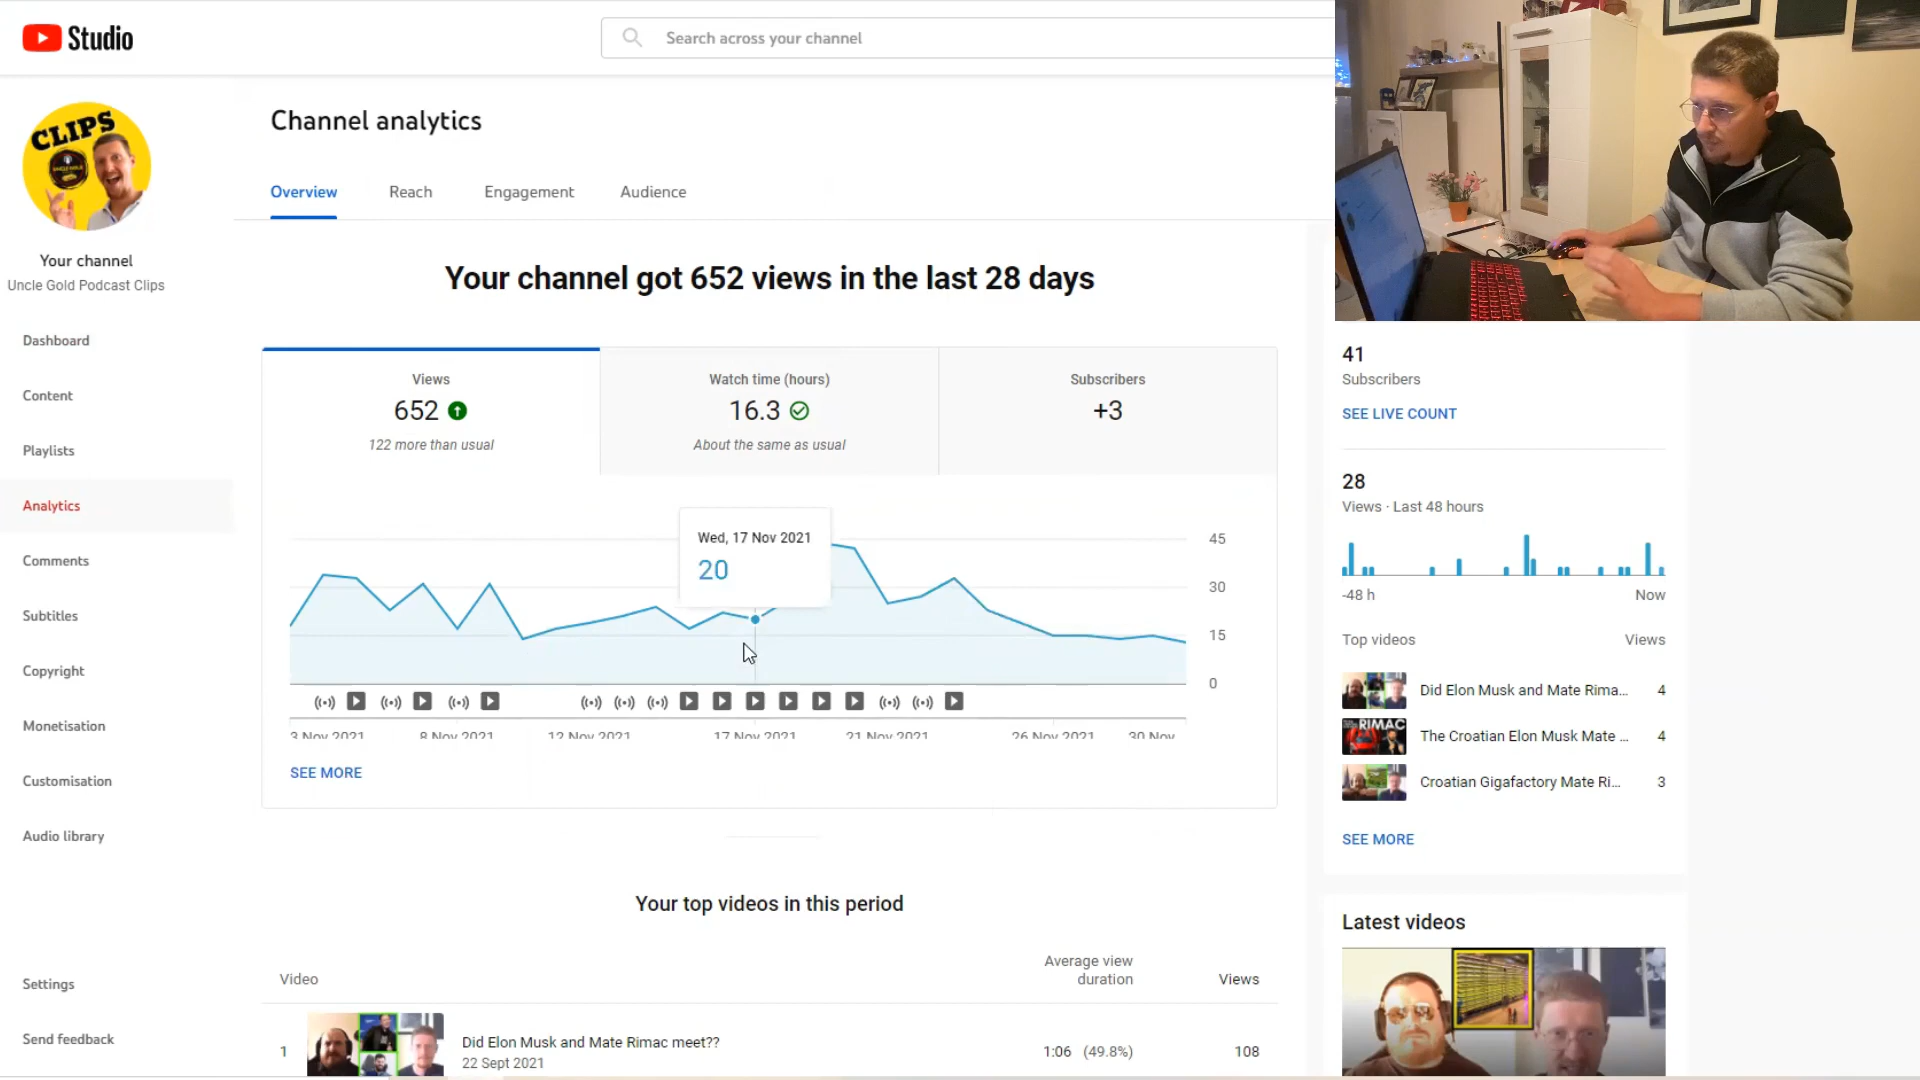 Studio
Search across your channel
CLIPS
Your channel
Uncle Gold Podcast Clips
Dashboard
Content
Playlists
Analytics
Comments
Subtitles
Copyright
Monetisation
Customisation
Audio library
Settings
Send feedback
Channel analytics
Overview
Reach
Engagement
Audience
Your channel got 652 views in the last 28 days
Views
652
122 more than usual
Watch time (hours)
16.3
About the same as usual
Subscribers
+3
Wed, 17 Nov 2021
20
45
30
15
0
3 Nov 2021
8 Nov 2021
12 Nov 2021
17 Nov 2021
21 Nov 2021
26 Nov 2021
30 Nov
SEE MORE
Your top videos in this period
Video
Average view
duration
Views
1
Did Elon Musk and Mate Rimac meet??
22 Sept 2021
1:06 (49.8%)
108
41
Subscribers
SEE LIVE COUNT
28
Views · Last 48 hours
-48 h
Now
Top videos
Views
Did Elon Musk and Mate Rima...
4
RIMAC
The Croatian Elon Musk Mate ...
4
Croatian Gigafactory Mate Ri...
3
SEE MORE
Latest videos